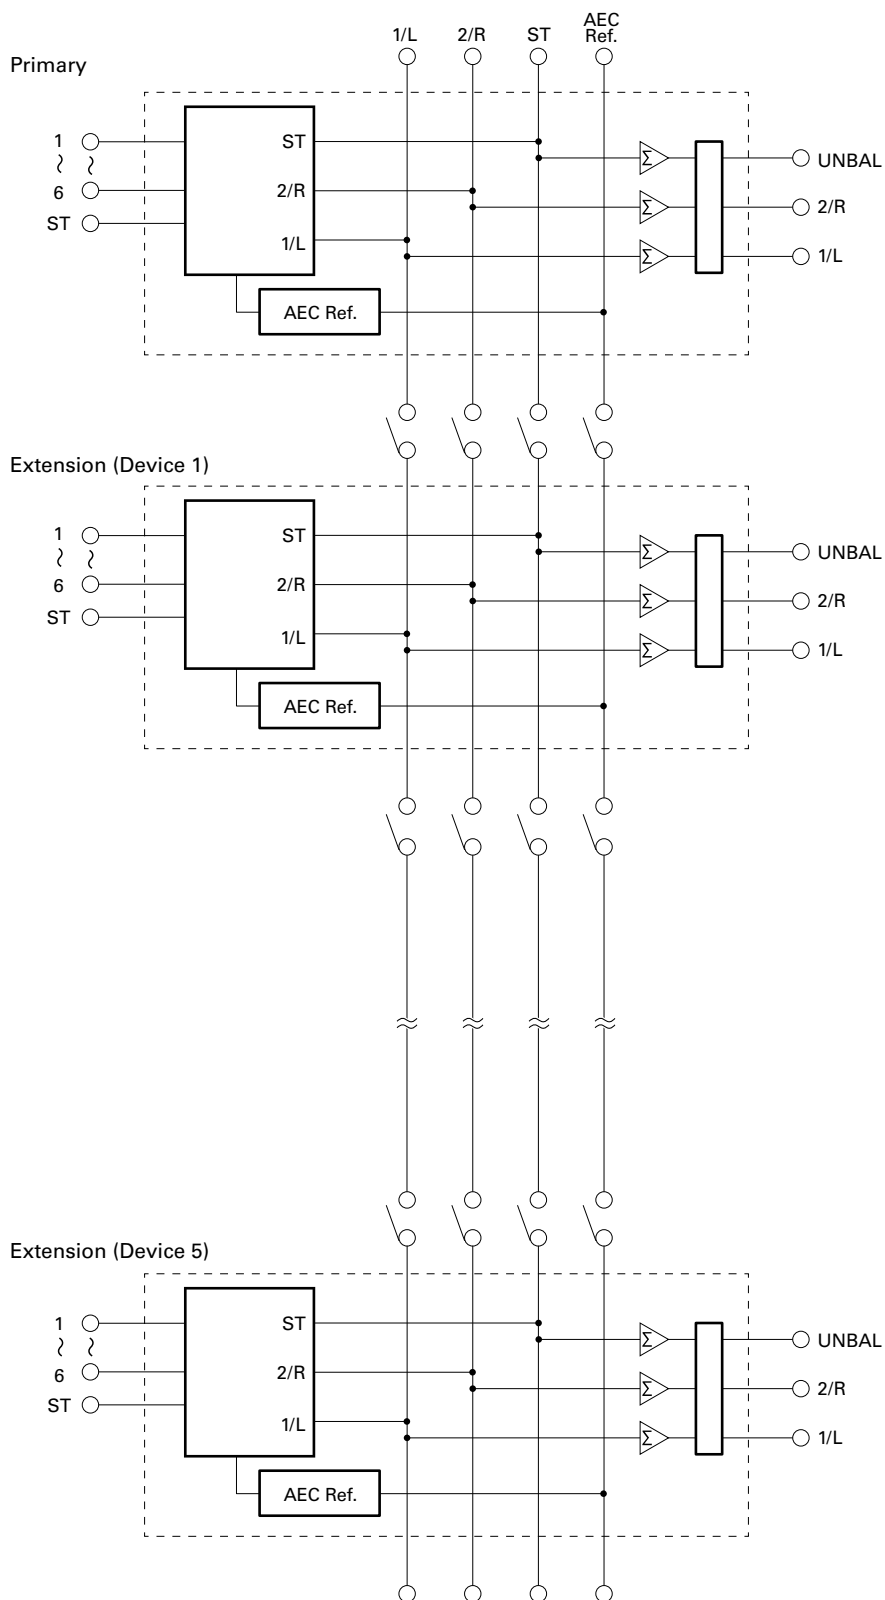 1/L 2/R ST AEC Ref.
Primary
1
~
6
ST
ST
2/R
1/L
AEC Ref.
Σ
Σ
Σ
UNBAL
2/R
1/L
Extension (Device 1)
1
~
6
ST
ST
2/R
1/L
AEC Ref.
Σ
Σ
Σ
UNBAL
2/R
1/L
Extension (Device 5)
1
~
6
ST
ST
2/R
1/L
AEC Ref.
Σ
Σ
Σ
UNBAL
2/R
1/L